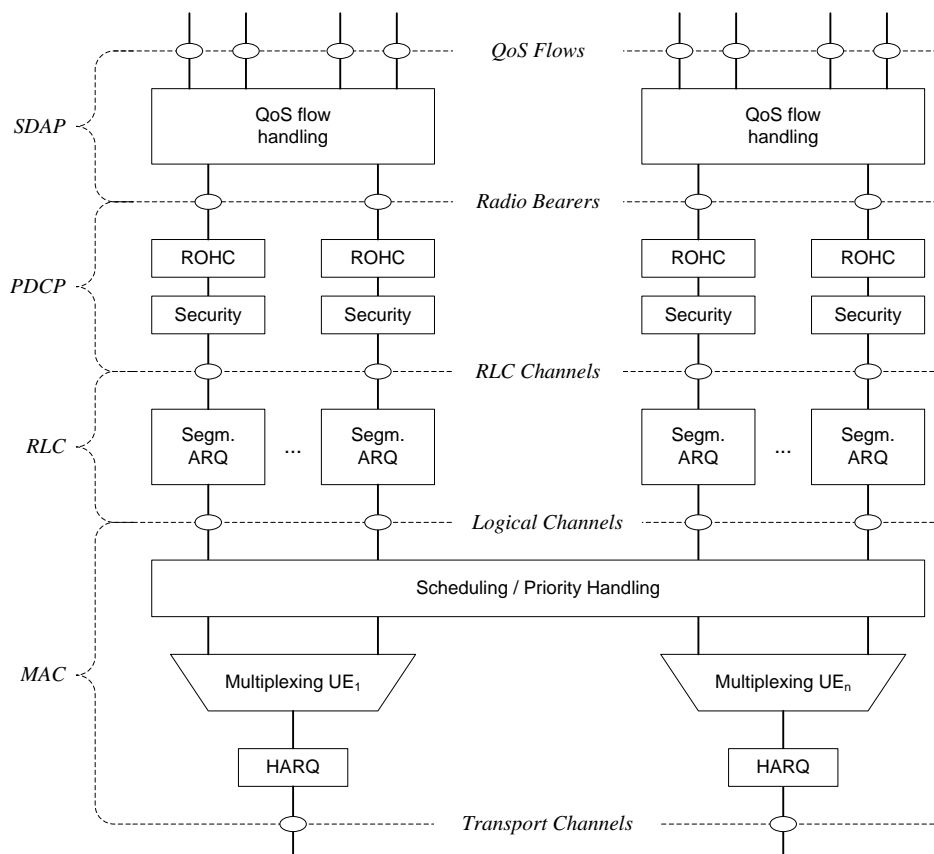 QoS Flows
SDAP
QoS flow
handling
QoS flow
handling
Radio Bearers
PDCP
ROHC
ROHC
ROHC
ROHC
Security
Security
Security
Security
RLC Channels
RLC
Segm.
ARQ
...
Segm.
ARQ
Segm.
ARQ
...
Segm.
ARQ
Logical Channels
MAC
Scheduling / Priority Handling
Multiplexing UE1
Multiplexing UEn
HARQ
HARQ
Transport Channels